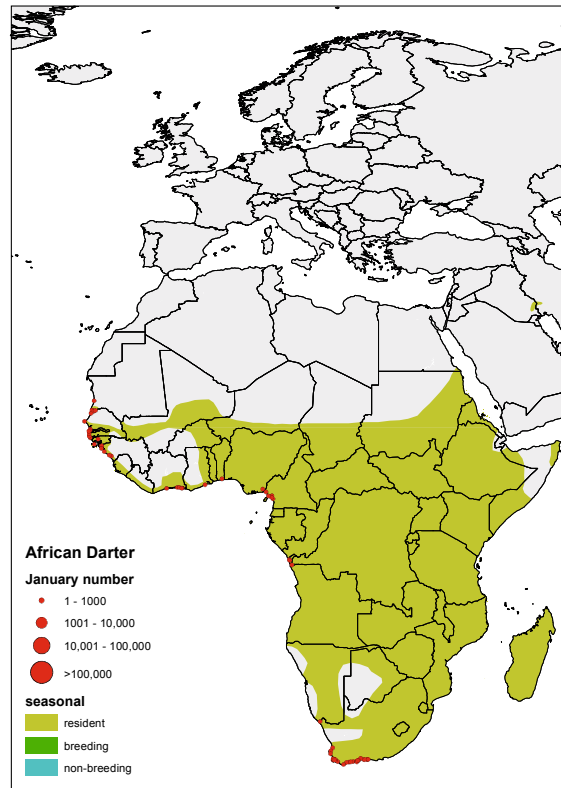 African Darter
January number
1 - 1000
1001 - 10,000
10,001 - 100,000
>100,000
seasonal
resident
breeding
non-breeding